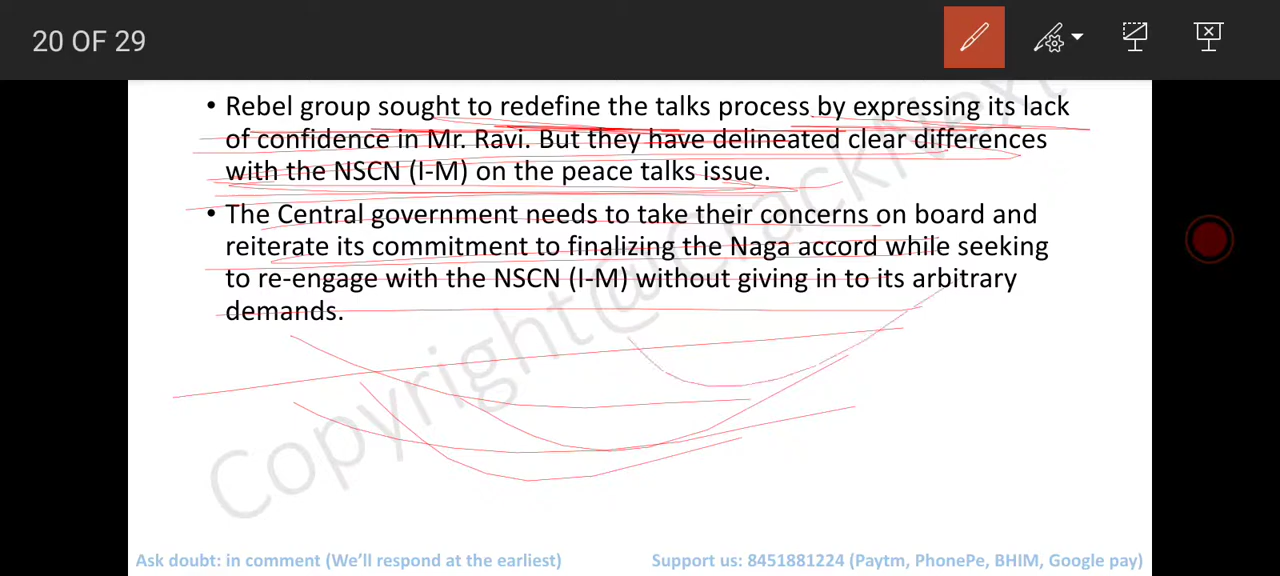 20 OF 29
• Rebel group sought to redefine the talks process by expressing its lack
of confidence in Mr. Ravi. But they have delineated clear differences
with the NSCN (I-M) on the peace talks issue.
• The Central government needs to take their concerns on board and
reiterate its commitment to finalizing the Naga accord while seeking
to re-engage with the NSCN (I-M) without giving in to its arbitrary
demands.
Copyright@CrackNext
Ask doubt: in comment (We'll respond at the earliest)
Support us: 8451881224 (Paytm, PhonePe, BHIM, Google pay)